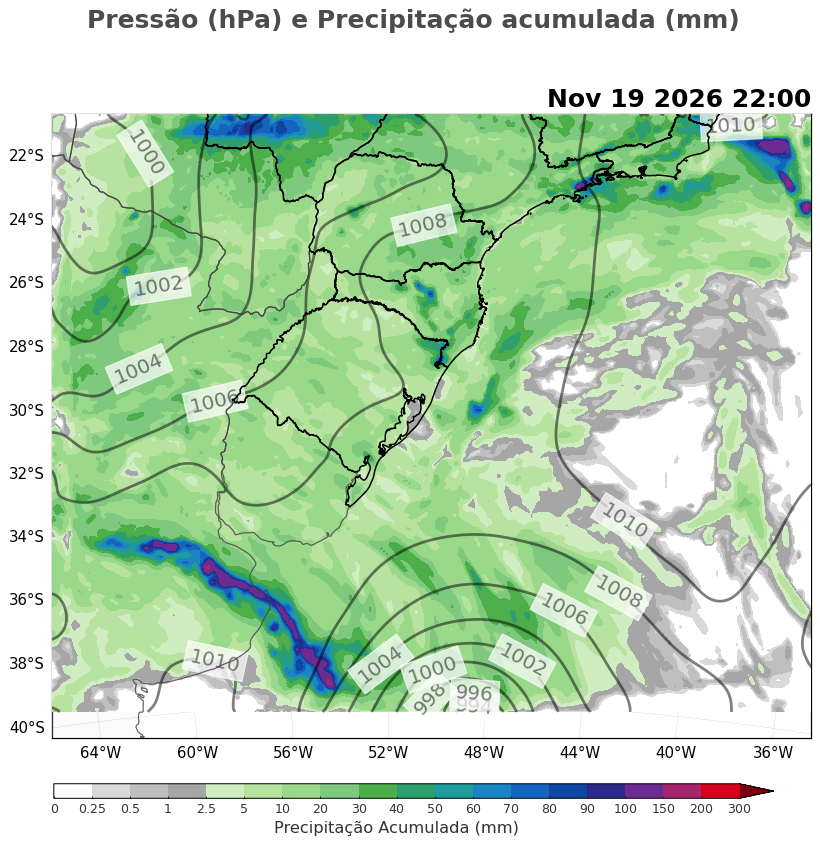 Pressão (hPa) e Precipitação acumulada (mm)
Nov 19 2026 22:00
1010
1000
22°S
24°S
1008
26°S
1002
28°S
1004
30°S
1006
32°S
1010
34°S
36°S
1008
1006
38°S
1010
1004
1000
1002
998
996
994
40°S
64°W 60°W 56°W 52°W 48°W 44°W 40°W 36°W
0 0.25 0.5 1 2.5 5 10 20 30 40 50 60 70 80 90 100 150 200 300
Precipitação Acumulada (mm)